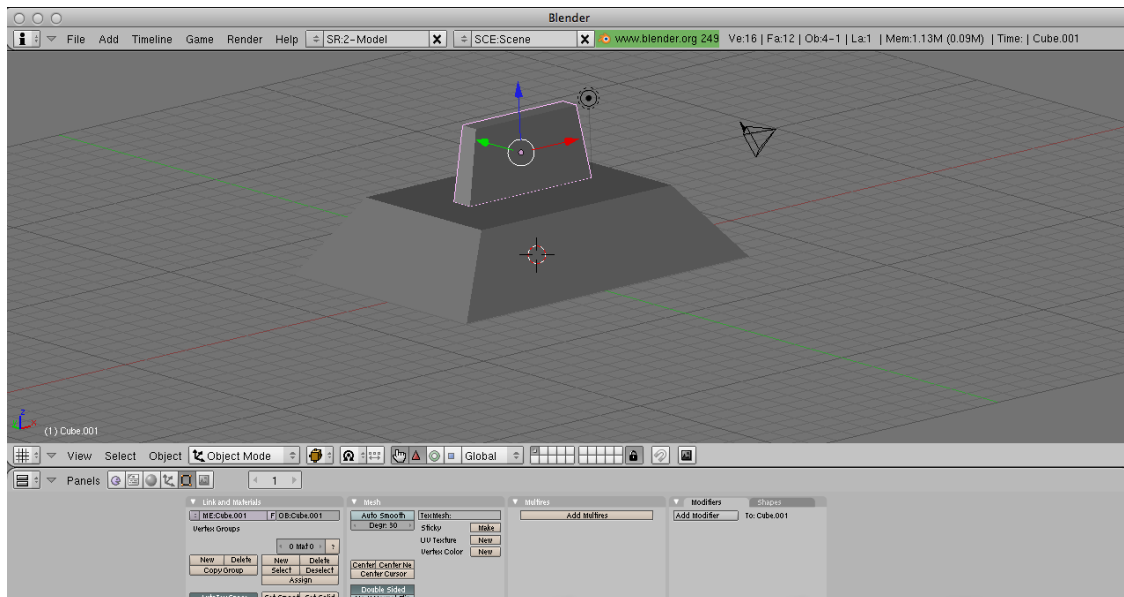 Blender
File Add Timeline Game Render Help SR:2-Model SCE:Scene www.blender.org 249 Ve:16 | Fa:12 | Ob:4-1 | La:1 | Mem:1.13M (0.09M) | Time: | Cube.001
z
x
(1) Cube.001
View Select Object Object Mode Global
Panels 1
Link and Materials Mesh Multires Modifiers Shapes
ME:Cube.001 F OB:Cube.001 Auto Smooth TexMesh: Add Multires Add Modifier To: Cube.001
Degr: 30 Sticky Make
Vertex Groups
UV Texture New
0 Mat 0 ? Vertex Color New
New Delete New Delete
Copy Group Select Deselect Center Center Ne
Assign Center Cursor
Double Sided